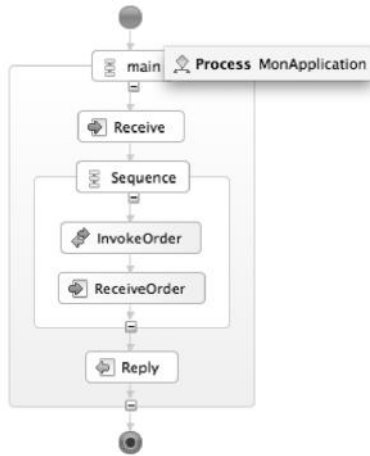 main
Process MonApplication
Receive
Sequence
InvokeOrder
ReceiveOrder
Reply